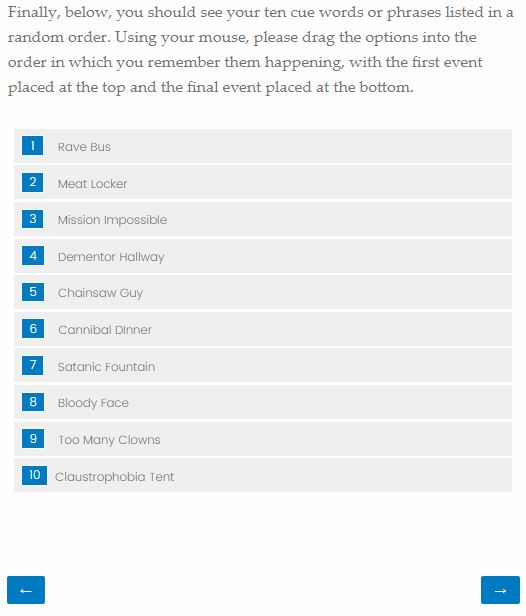 Finally, below, you should see your ten cue words or phrases listed in a
random order. Using your mouse, please drag the options into the
order in which you remember them happening, with the first event
placed at the top and the final event placed at the bottom.
1 Rave Bus
2 Meat Locker
3 Mission Impossible
4 Dementor Hallway
5 Chainsaw Guy
6 Cannibal DInner
7 Satanic Fountain
8 Bloody Face
9 Too Many Clowns
10 Claustrophobia Tent
← →